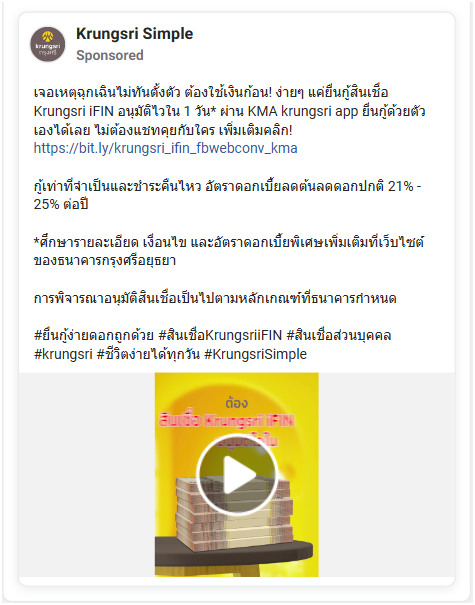 krungsri
กรุงศรี
Krungsri Simple
Sponsored
เจอเหตุฉุกเฉินไม่ทันตั้งตัว ต้องใช้เงินก้อน! ง่ายๆ แค่ยื่นกู้สินเชื่อ
Krungsri iFIN อนุมัติไวใน 1 วัน* ผ่าน KMA krungsri app ยื่นกู้ด้วยตัว
เองได้เลย ไม่ต้องแชทคุยกับใคร เพิ่มเติมคลิก!
https://bit.ly/krungsri_ifin_fbwebconv_kma
กู้เท่าที่จำเป็นและชำระคืนไหว อัตราดอกเบี้ยลดต้นลดดอกปกติ 21% -
25% ต่อปี
*ศึกษารายละเอียด เงื่อนไข และอัตราดอกเบี้ยพิเศษเพิ่มเติมที่เว็บไซต์
ของธนาคารกรุงศรีอยุธยา
การพิจารณาอนุมัติสินเชื่อเป็นไปตามหลักเกณฑ์ที่ธนาคารกำหนด
#ยื่นกู้ง่ายดอกถูกด้วย #สินเชื่อKrungsriiFIN #สินเชื่อส่วนบุคคล
#krungsri #ชีวิตง่ายได้ทุกวัน #KrungsriSimple
ต้อง
สินเชื่อ Krungsri iFIN